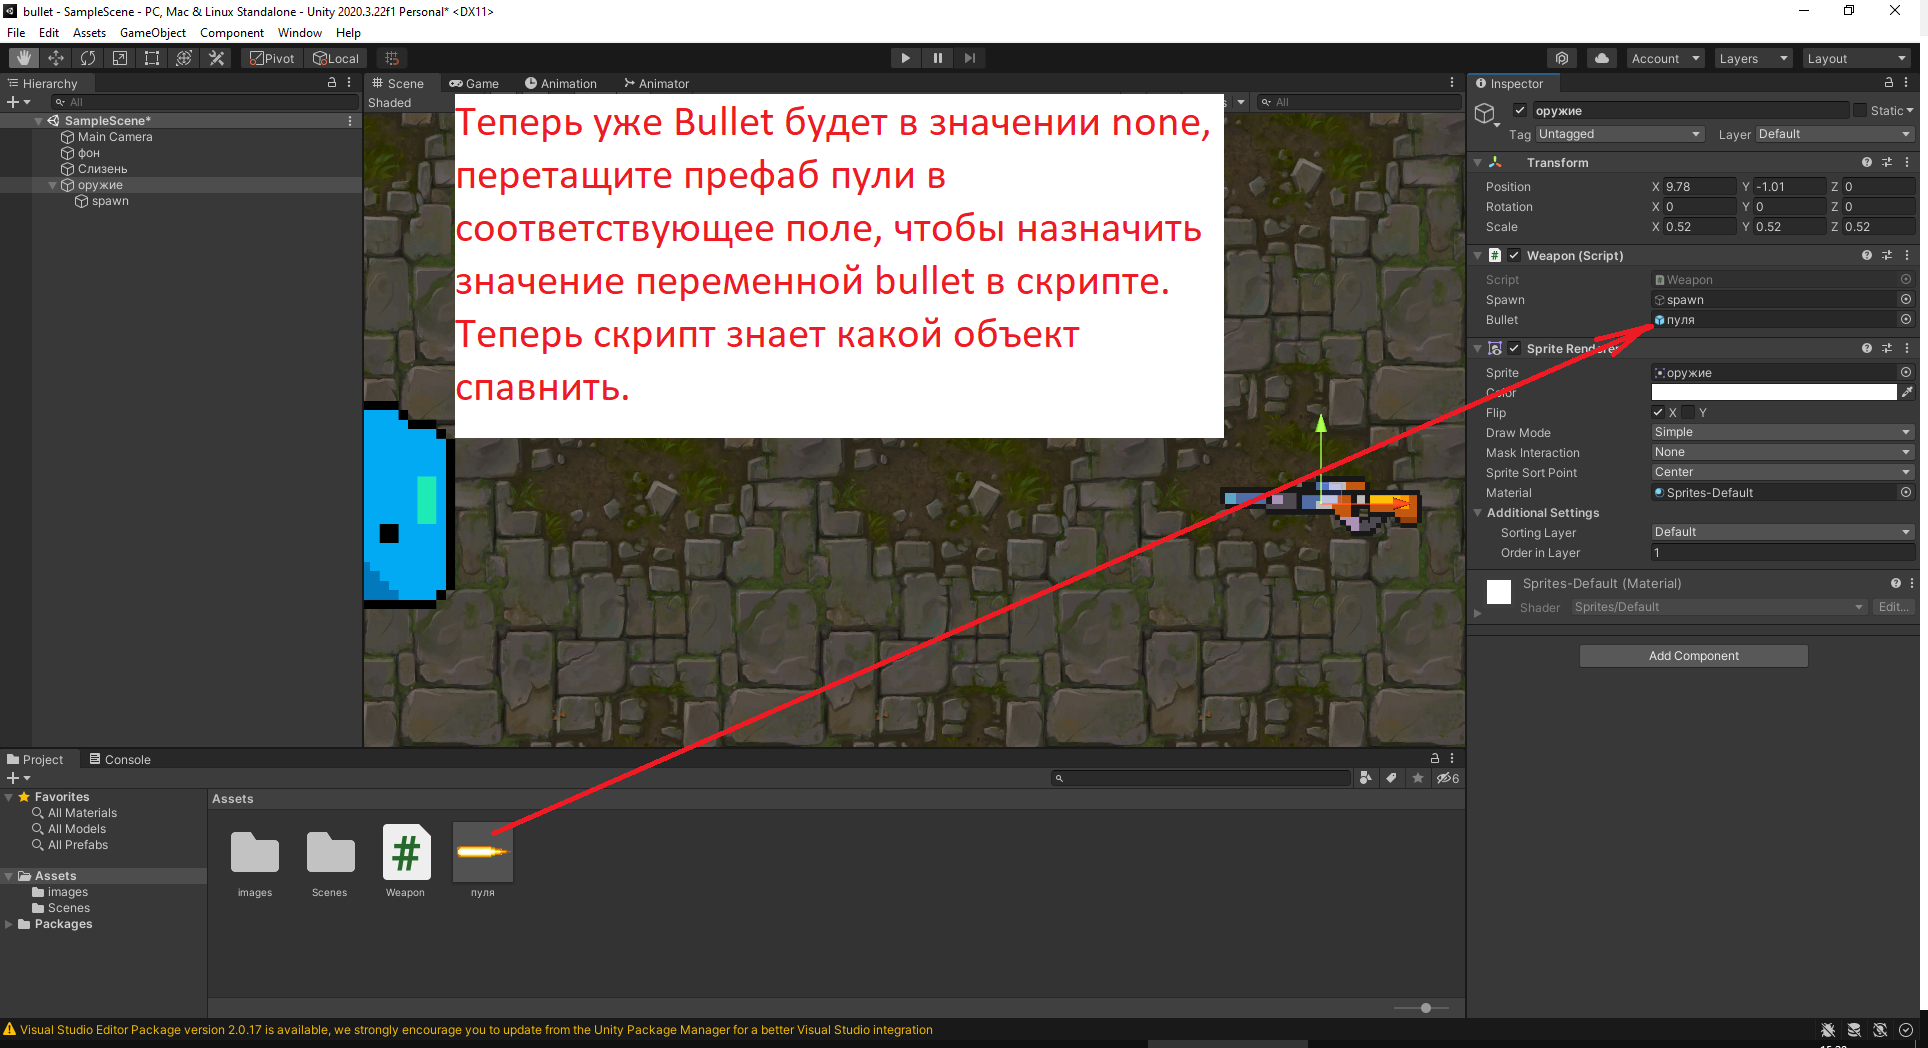 bullet - SampleScene - PC, Mac & Linux Standalone - Unity 2020.3.22f1 Personal* <DX11>
File Edit Assets GameObject Component Window Help
Pivot Local Account Layers Layout
Hierarchy
All
SampleScene*
Main Camera
фон
Слизень
оружие
spawn
Scene Game Animation Animator
Shaded
All
Теперь уже Bullet будет в значении none,
перетащите префаб пули в
соответствующее поле, чтобы назначить
значение переменной bullet в скрипте.
Теперь скрипт знает какой объект
спавнить.
Inspector
оружие Static
Tag Untagged Layer Default
Transform
Position X 9.78 Y -1.01 Z 0
Rotation X 0 Y 0 Z 0
Scale X 0.52 Y 0.52 Z 0.52
# Weapon (Script)
Script Weapon
Spawn spawn
Bullet пуля
Sprite Renderer
Sprite оружие
Color
Flip X Y
Draw Mode Simple
Mask Interaction None
Sprite Sort Point Center
Material Sprites-Default
Additional Settings
Sorting Layer Default
Order in Layer 1
Sprites-Default (Material)
Shader Sprites/Default Edit...
Add Component
Project Console
6
Favorites
All Materials
All Models
All Prefabs
Assets
images
Scenes
Packages
Assets
#
images Scenes Weapon пуля
Visual Studio Editor Package version 2.0.17 is available, we strongly encourage you to update from the Unity Package Manager for a better Visual Studio integration